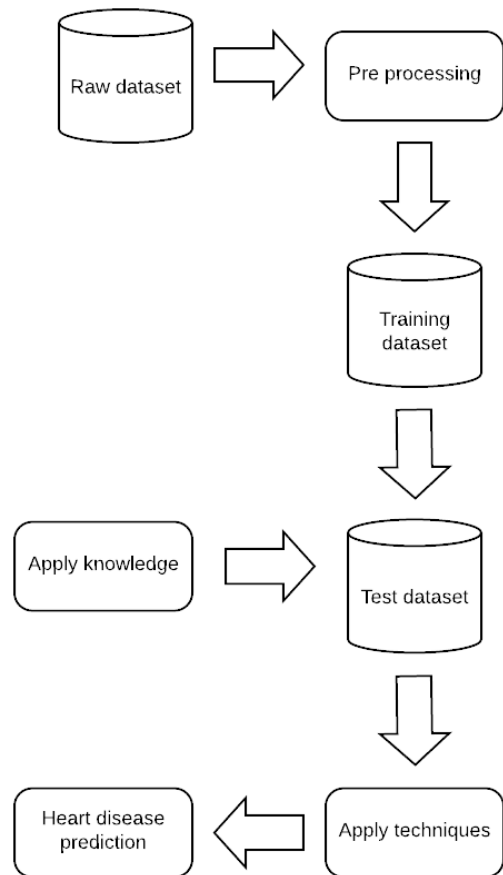 Raw dataset
Pre processing
Training
dataset
Apply knowledge
Test dataset
Heart disease
prediction
Apply techniques